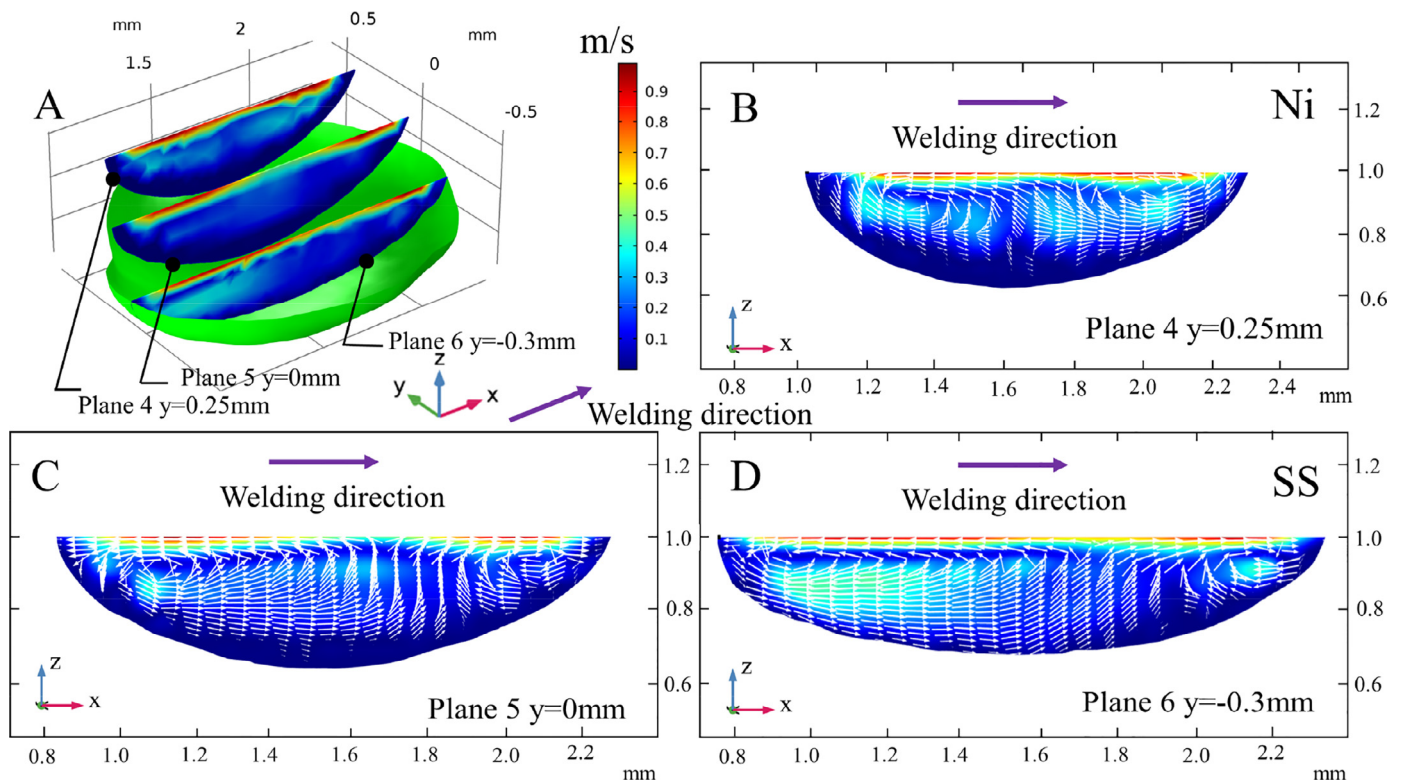 mm
2
0.5
1.5
mm
0
-0.5
A
m/s
0.9
0.8
0.7
0.6
0.5
0.4
0.3
0.2
0.1
Plane 6 y=-0.3mm
Plane 5 y=0mm
Plane 4 y=0.25mm
z
y
x
Welding direction
B
Ni
Welding direction
1.2
1.0
0.8
0.6
z
x
Plane 4 y=0.25mm
0.8 1.0 1.2 1.4 1.6 1.8 2.0 2.2 2.4
mm
C
Welding direction
1.2
1.0
0.8
0.6
z
x
Plane 5 y=0mm
0.8 1.0 1.2 1.4 1.6 1.8 2.0 2.2
mm
D
SS
Welding direction
1.2
1.0
0.8
0.6
z
x
Plane 6 y=-0.3mm
0.8 1.0 1.2 1.4 1.6 1.8 2.0 2.2
mm